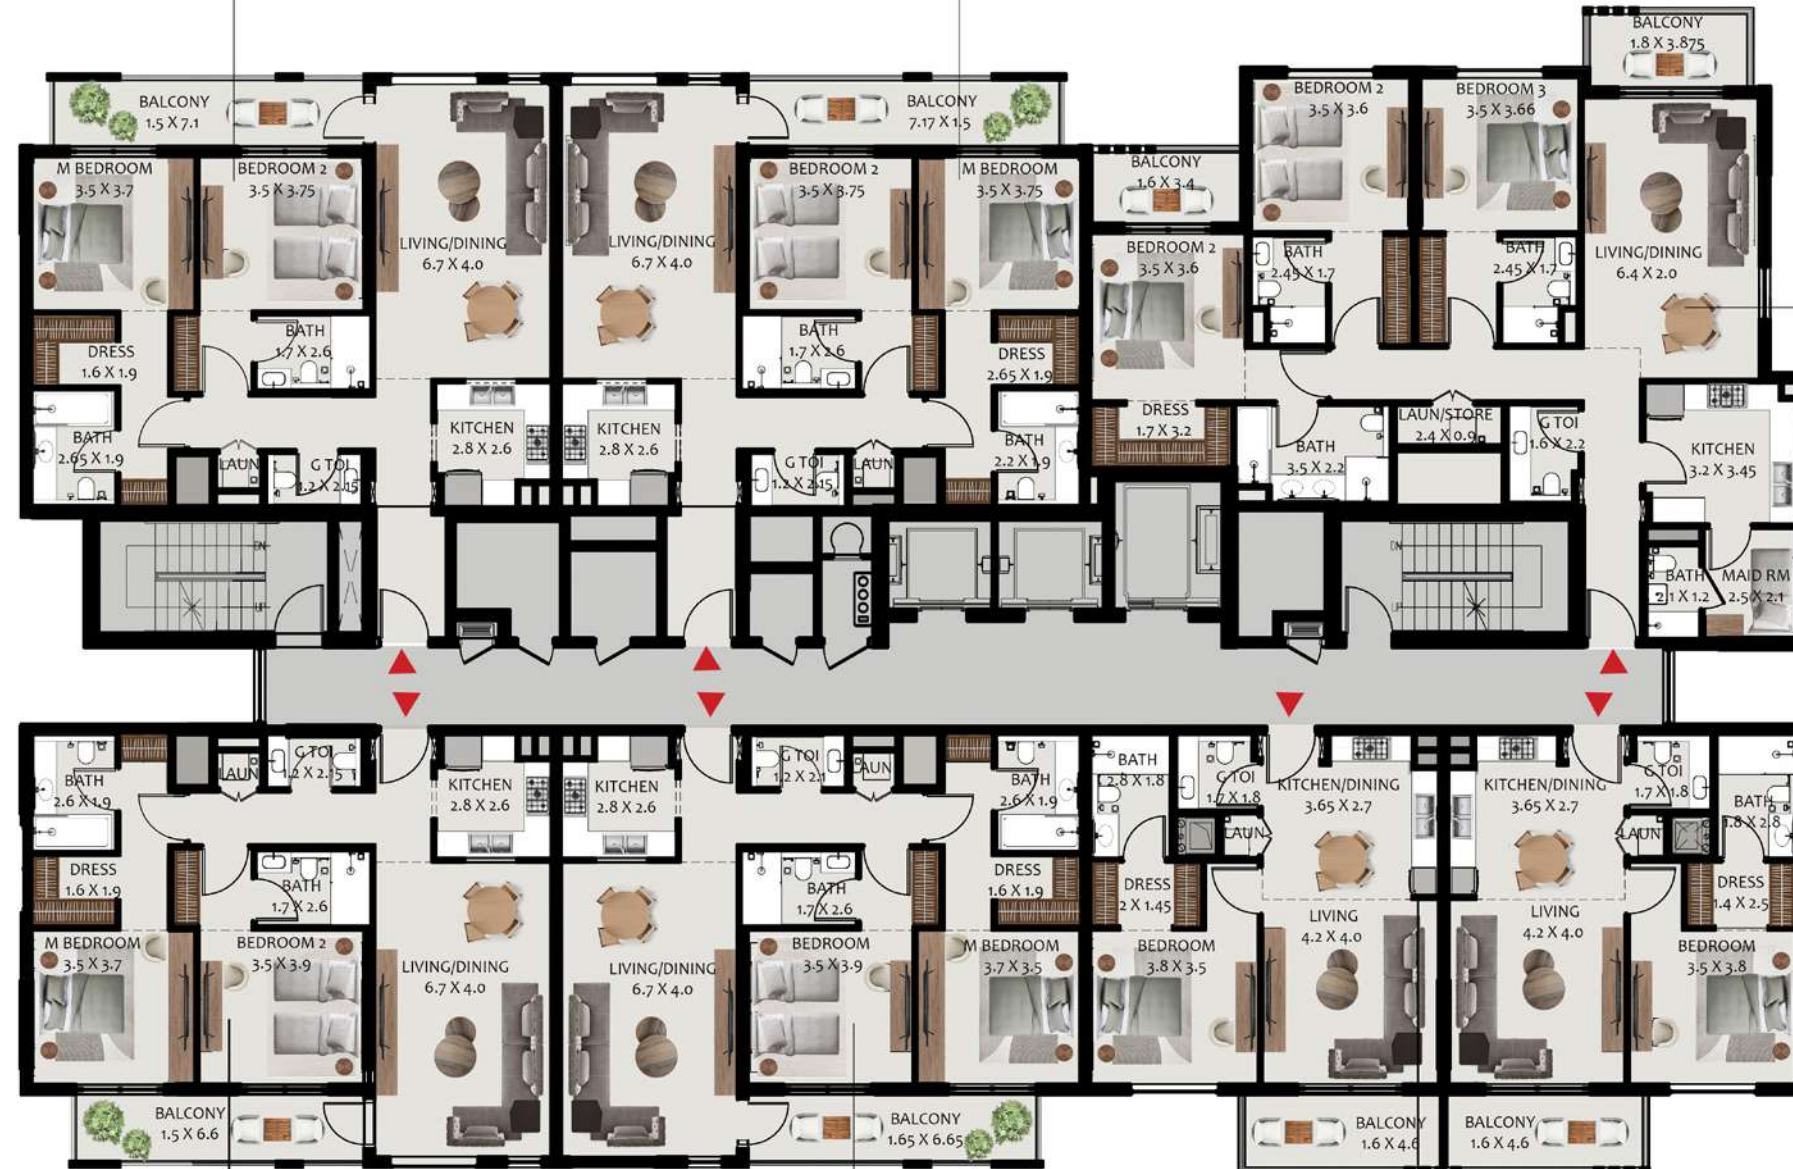 BALCONY
1.8 X 3.875
BALCONY
1.5 X 7.1
BALCONY
7.17 X 1.5
BEDROOM 2
3.5 X 3.6
BEDROOM 3
3.5 X 3.66
M BEDROOM
3.5 X 3.7
BEDROOM 2
3.5 X 3.75
LIVING/DINING
6.7 X 4.0
LIVING/DINING
6.7 X 4.0
BEDROOM 2
3.5 X 3.75
M BEDROOM
3.5 X 3.75
BALCONY
1.6 X 3.4
BEDROOM 2
3.5 X 3.6
BATH
2.45 X 1.7
BATH
2.45 X 1.7
LIVING/DINING
6.4 X 2.0
DRESS
1.6 X 1.9
BATH
1.7 X 2.6
BATH
1.7 X 2.6
DRESS
2.65 X 1.9
BATH
2.65 X 1.9
LAUN
G TOI
1.2 X 2.15
KITCHEN
2.8 X 2.6
KITCHEN
2.8 X 2.6
G TOI
1.2 X 2.15
LAUN
BATH
2.2 X 1.9
DRESS
1.7 X 3.2
BATH
3.5 X 2.2
LAUN/STORE
2.4 X 0.9
G TOI
1.6 X 2.2
KITCHEN
3.2 X 3.45
DN
UP
DN
UP
BATH
2.1 X 1.2
MAID RM
2.5 X 2.1
BATH
2.6 X 1.9
LAUN
G TOI
1.2 X 2.15
KITCHEN
2.8 X 2.6
KITCHEN
2.8 X 2.6
G TOI
1.2 X 2.1
LAUN
BATH
2.6 X 1.9
BATH
2.8 X 1.8
G TOI
1.7 X 1.8
KITCHEN/DINING
3.65 X 2.7
KITCHEN/DINING
3.65 X 2.7
G TOI
1.7 X 1.8
BATH
1.8 X 2.8
LAUN
LAUN
DRESS
1.6 X 1.9
BATH
1.7 X 2.6
BATH
1.7 X 2.6
DRESS
1.6 X 1.9
DRESS
2 X 1.45
DRESS
1.4 X 2.5
M BEDROOM
3.5 X 3.7
BEDROOM 2
3.5 X 3.9
LIVING/DINING
6.7 X 4.0
LIVING/DINING
6.7 X 4.0
BEDROOM
3.5 X 3.9
M BEDROOM
3.7 X 3.5
BEDROOM
3.8 X 3.5
LIVING
4.2 X 4.0
LIVING
4.2 X 4.0
BEDROOM
3.5 X 3.8
BALCONY
1.5 X 6.6
BALCONY
1.65 X 6.65
BALCONY
1.6 X 4.6
BALCONY
1.6 X 4.6